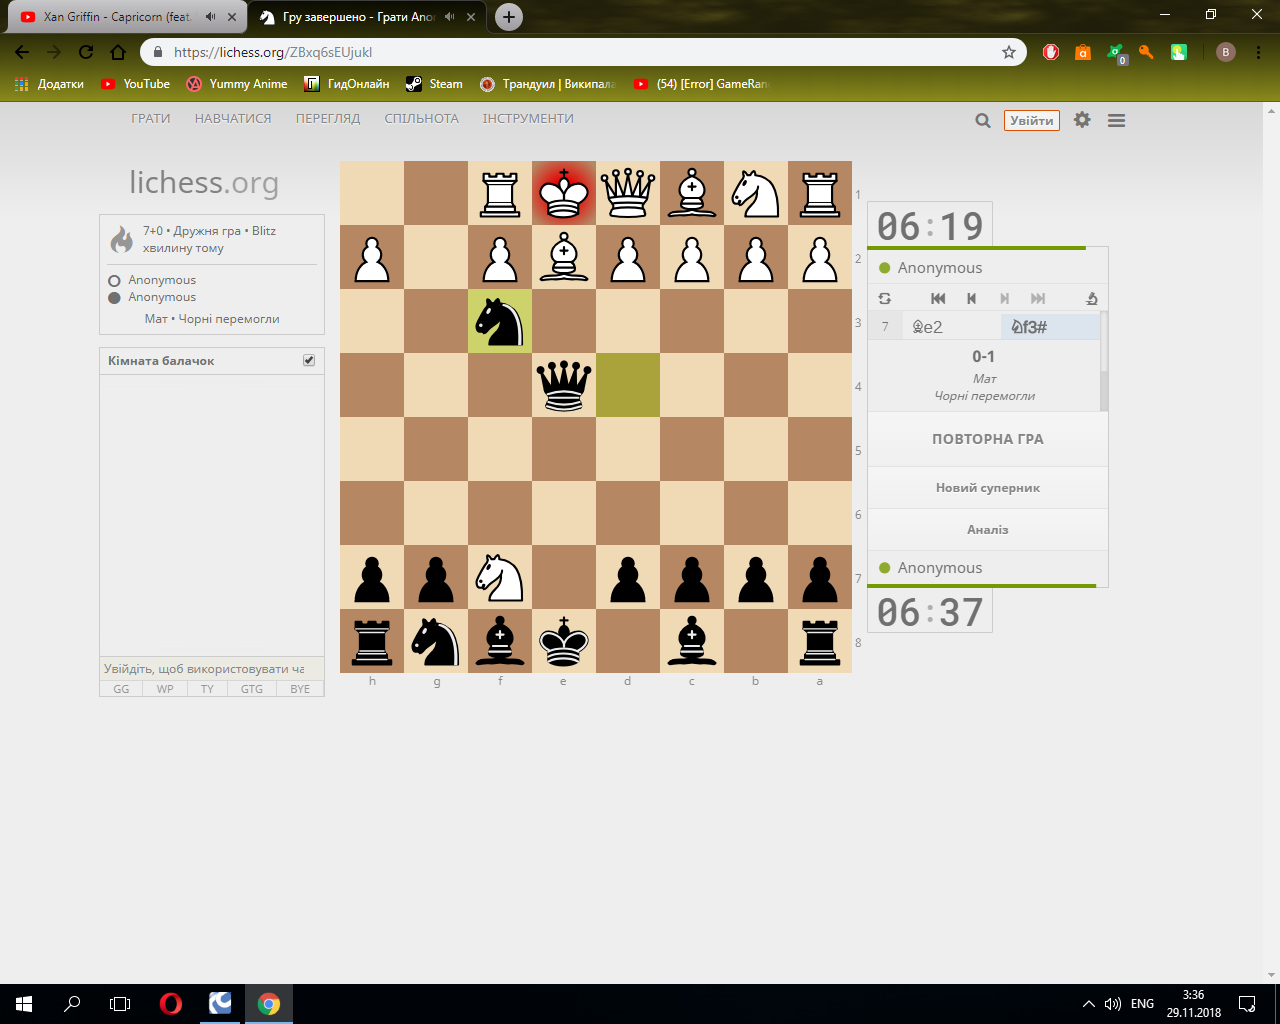 Xan Griffin - Capricorn (feat.
Гру завершено - Грати Anon
https://lichess.org/ZBxq6sEUjukl
0
B
Додатки
YouTube
Yummy Anime
ГидОнлайн
Steam
Трандуил | Википа
(54) [Error] GameRan
ГРАТИ НАВЧАТИСЯ ПЕРЕГЛЯД СПІЛЬНОТА ІНСТРУМЕНТИ
Увійти
lichess.org
7+0 • Дружня гра • Blitz
хвилину тому
Anonymous
Anonymous
Мат • Чорні перемогли
Кімната балачок
Увійдіть, щоб використовувати ча
GG WP TY GTG BYE
1
2
3
4
5
6
7
8
h g f e d c b a
06:19
Anonymous
7 ♗e2 ♘f3#
0-1
Мат
Чорні перемогли
ПОВТОРНА ГРА
Новий суперник
Аналіз
Anonymous
06:37
ENG
3:36
29.11.2018